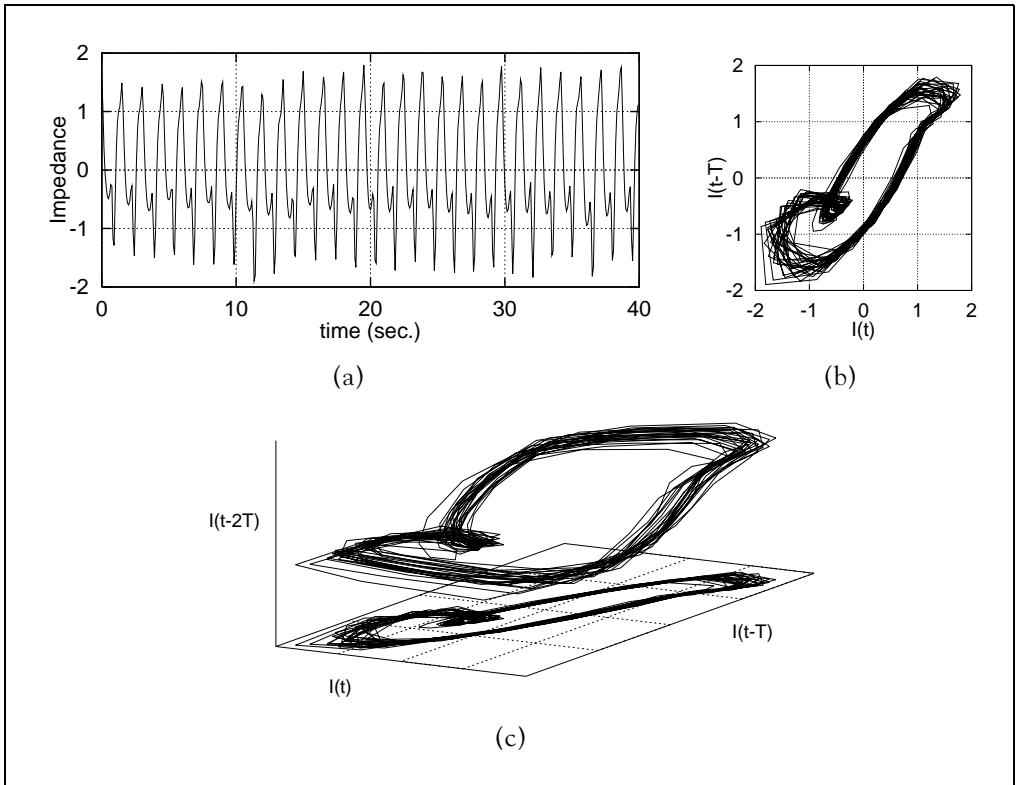 2
1
0
-1
-2
Impedance
0 10 20 30 40
time (sec.)
(a)
2
1
0
-1
-2
I(t-T)
-2 -1 0 1 2
I(t)
(b)
I(t-2T)
I(t-T)
I(t)
(c)